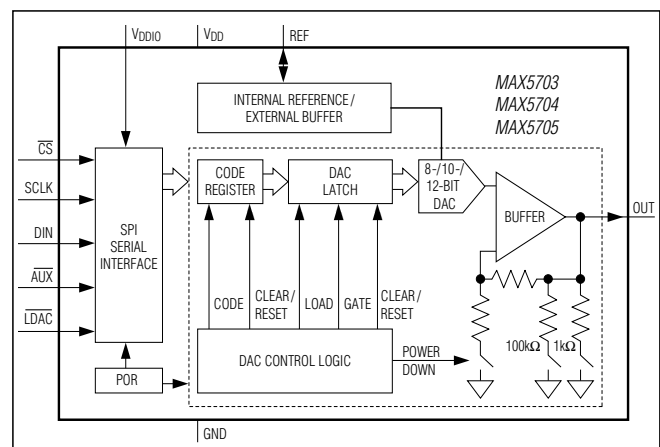 VDDIO
VDD
REF
INTERNAL REFERENCE/
EXTERNAL BUFFER
MAX5703
MAX5704
MAX5705
CS
SCLK
DIN
AUX
LDAC
SPI
SERIAL
INTERFACE
CODE
REGISTER
DAC
LATCH
8-/10-/
12-BIT
DAC
BUFFER
OUT
CODE
CLEAR/
RESET
LOAD
GATE
CLEAR/
RESET
100kΩ
1kΩ
DAC CONTROL LOGIC
POWER
DOWN
POR
GND